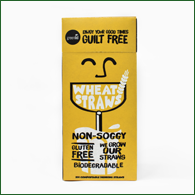 ENJOY YOUR GOOD TIMES
GUILT FREE
WHEAT
STRAWS
NON-SOGGY
GLUTEN
FREE
WE GROW
OUR
STRAWS
BIODEGRADABLE